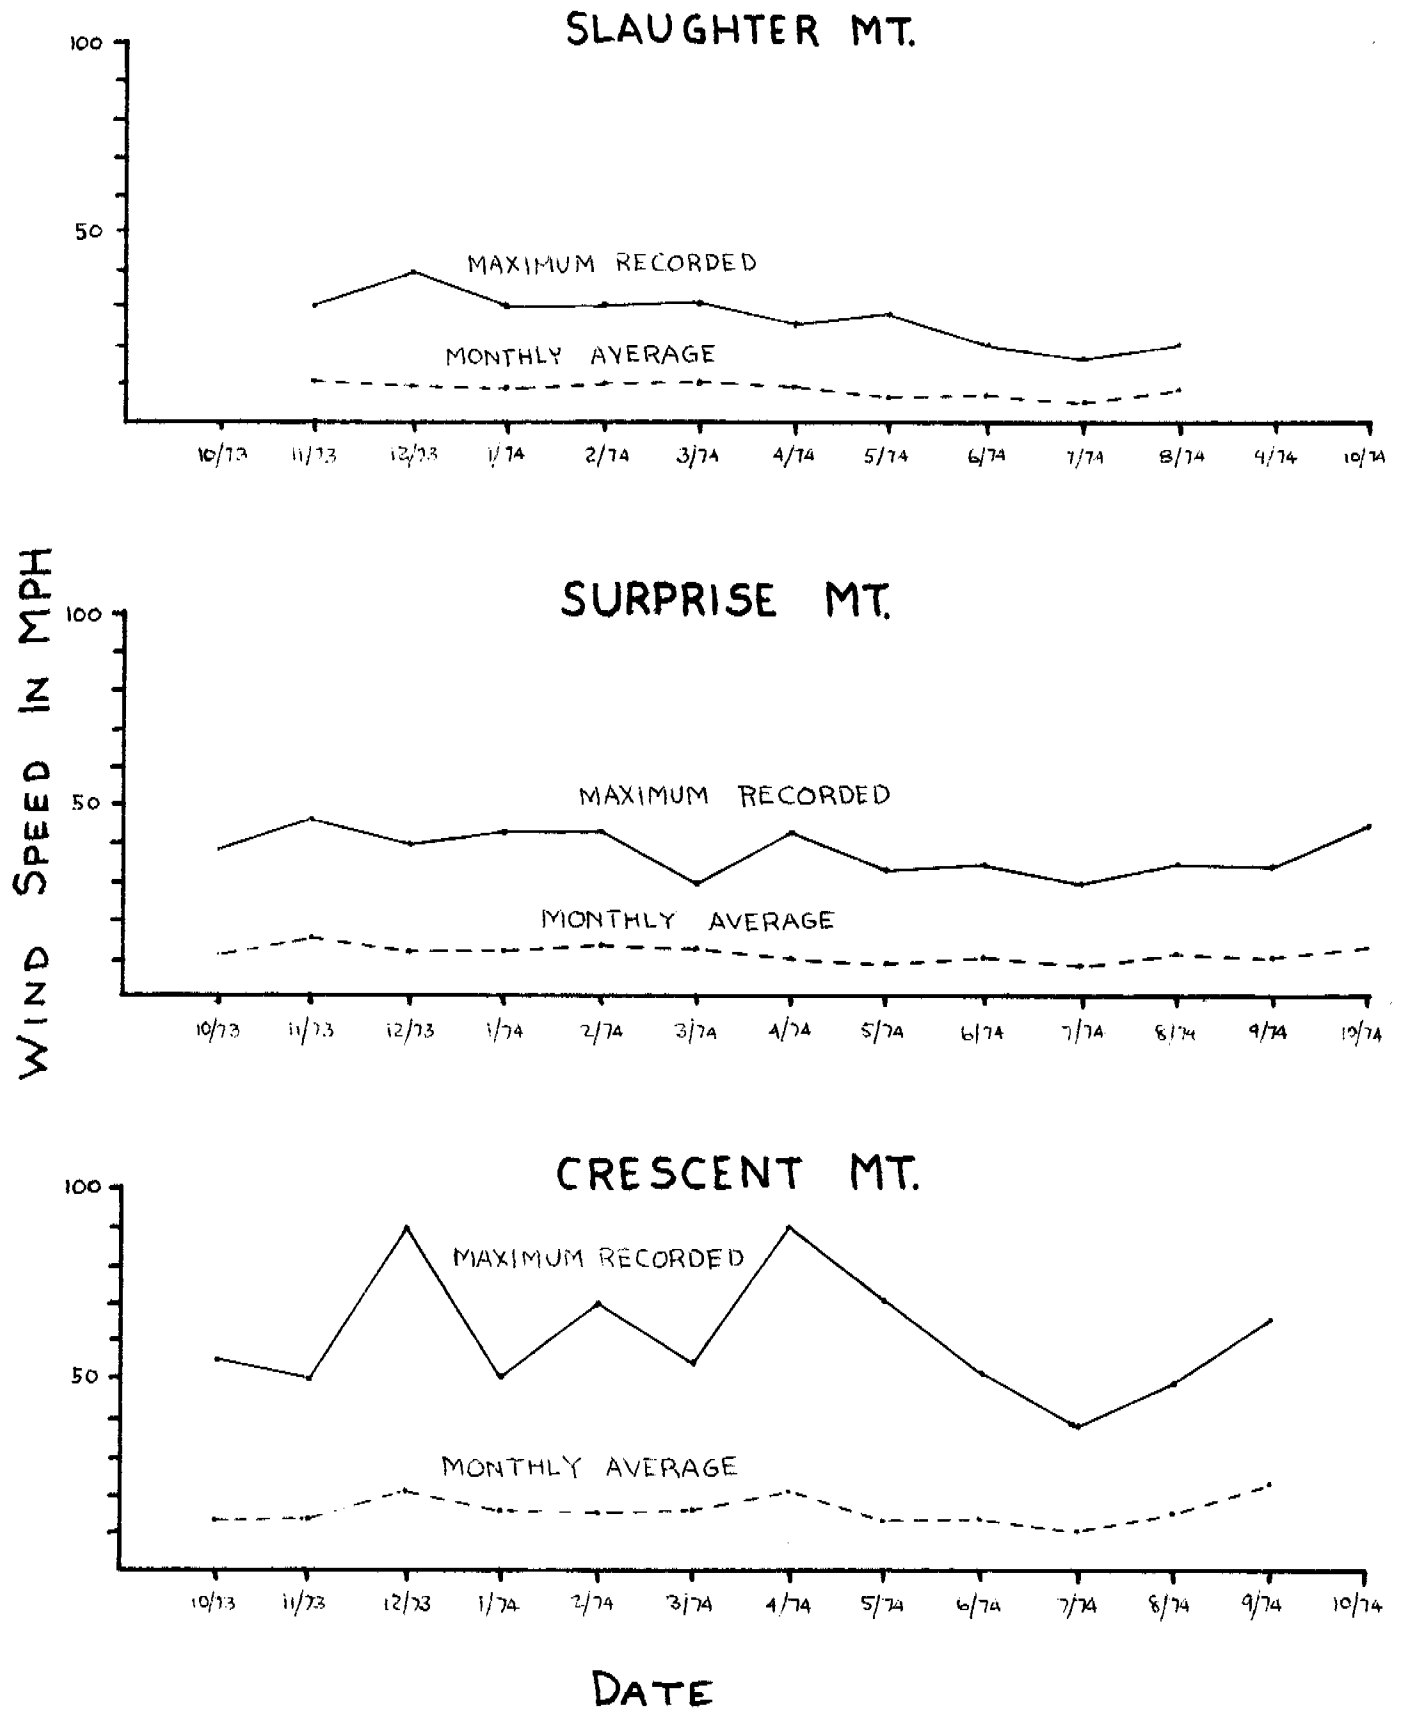 SLAUGHTER MT.
100
50
MAXIMUM RECORDED
MONTHLY AVERAGE
10/73 11/73 12/73 1/74 2/74 3/74 4/74 5/74 6/74 7/74 8/74 9/74 10/74
WIND SPEED IN MPH
SURPRISE MT.
100
50
MAXIMUM RECORDED
MONTHLY AVERAGE
10/73 11/73 12/73 1/74 2/74 3/74 4/74 5/74 6/74 7/74 8/74 9/74 10/74
CRESCENT MT.
100
50
MAXIMUM RECORDED
MONTHLY AVERAGE
10/73 11/73 12/73 1/74 2/74 3/74 4/74 5/74 6/74 7/74 8/74 9/74 10/74
DATE